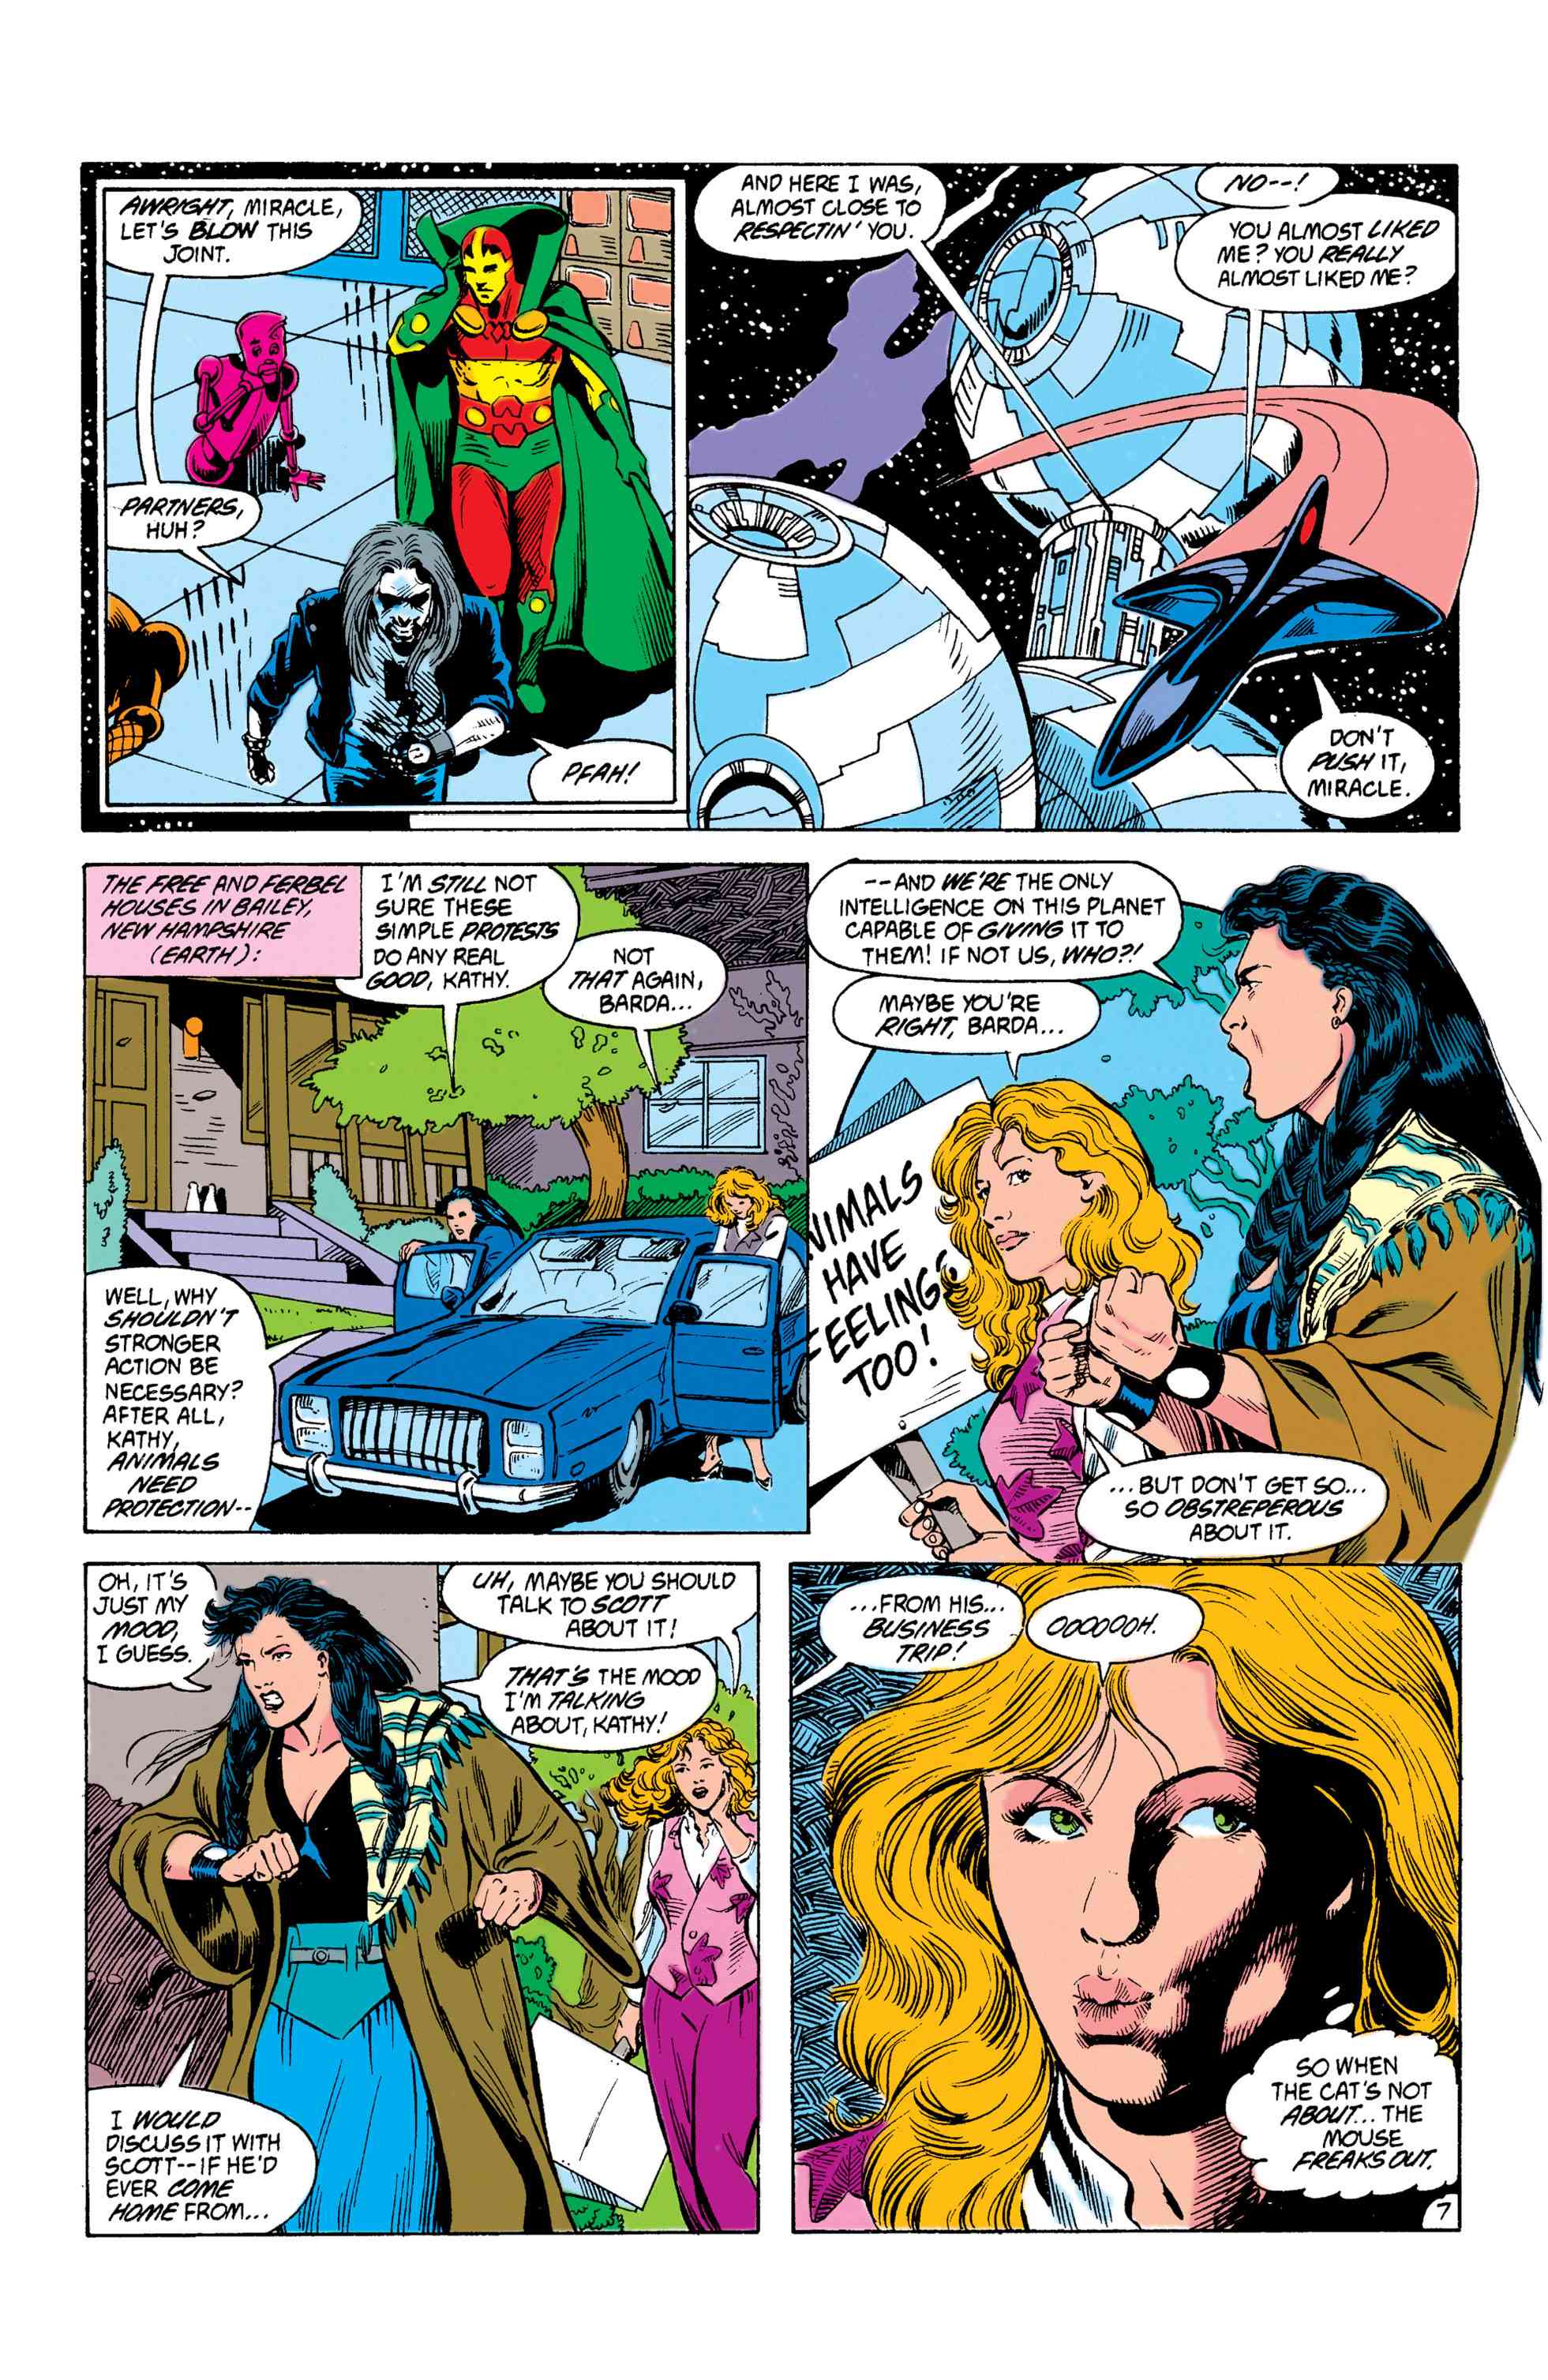 AWRIGHT, MIRACLE,
LET'S BLOW THIS
JOINT.
PARTNERS,
HUH?
PFAH!
AND HERE I WAS,
ALMOST CLOSE TO
RESPECTIN' YOU.
NO--!
YOU ALMOST LIKED
ME? YOU REALLY
ALMOST LIKED ME?
DON'T
PUSH IT,
MIRACLE.
THE FREE AND FERBEL
HOUSES IN BAILEY,
NEW HAMPSHIRE
(EARTH):
I'M STILL NOT
SURE THESE
SIMPLE PROTESTS
DO ANY REAL
GOOD, KATHY.
NOT
THAT AGAIN,
BARDA...
WELL, WHY
SHOULDN'T
STRONGER
ACTION BE
NECESSARY?
AFTER ALL,
KATHY,
ANIMALS
NEED
PROTECTION--
--AND WE'RE THE ONLY
INTELLIGENCE ON THIS PLANET
CAPABLE OF GIVING IT TO
THEM! IF NOT US, WHO?!
MAYBE YOU'RE
RIGHT, BARDA...
NIMALS
HAVE
FEELINGS
TOO!
...BUT DON'T GET SO...
SO OBSTREPEROUS
ABOUT IT.
OH, IT'S
JUST MY
MOOD,
I GUESS.
UH, MAYBE YOU SHOULD
TALK TO SCOTT
ABOUT IT!
THAT'S THE MOOD
I'M TALKING
ABOUT, KATHY!
I WOULD
DISCUSS IT WITH
SCOTT--IF HE'D
EVER COME
HOME FROM...
...FROM HIS...
BUSINESS
TRIP!
OOOOOOH.
SO WHEN
THE CAT'S NOT
ABOUT... THE
MOUSE
FREAKS OUT.
7